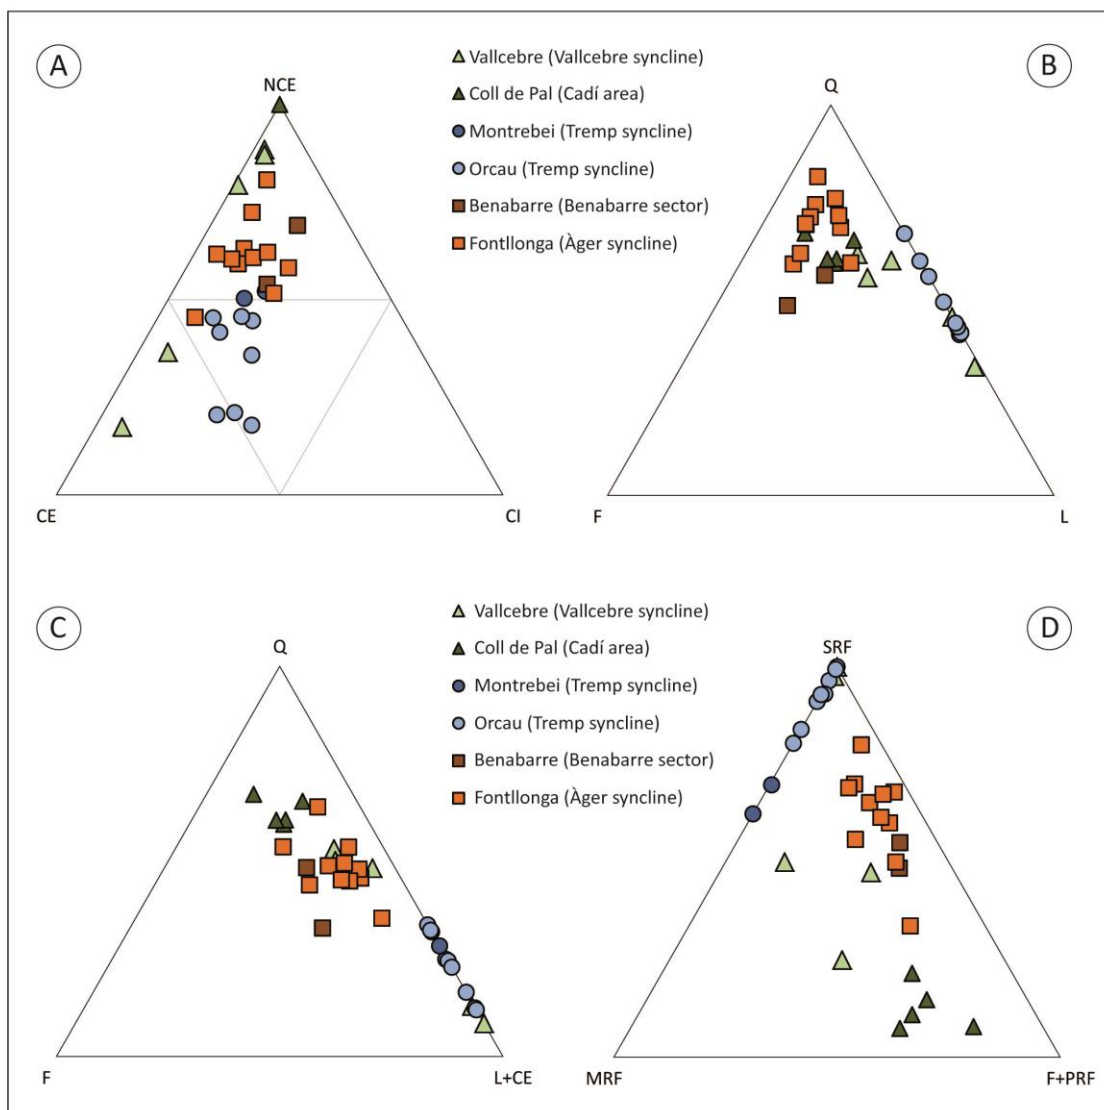 A
B
NCE
Q
Vallcebre (Vallcebre syncline)
Coll de Pal (Cadí area)
Montrebei (Tremp syncline)
Orcau (Tremp syncline)
Benabarre (Benabarre sector)
Fontllonga (Àger syncline)
CE
CI
F
L
C
D
Q
SRF
Vallcebre (Vallcebre syncline)
Coll de Pal (Cadí area)
Montrebei (Tremp syncline)
Orcau (Tremp syncline)
Benabarre (Benabarre sector)
Fontllonga (Àger syncline)
F
L+CE
MRF
F+PRF